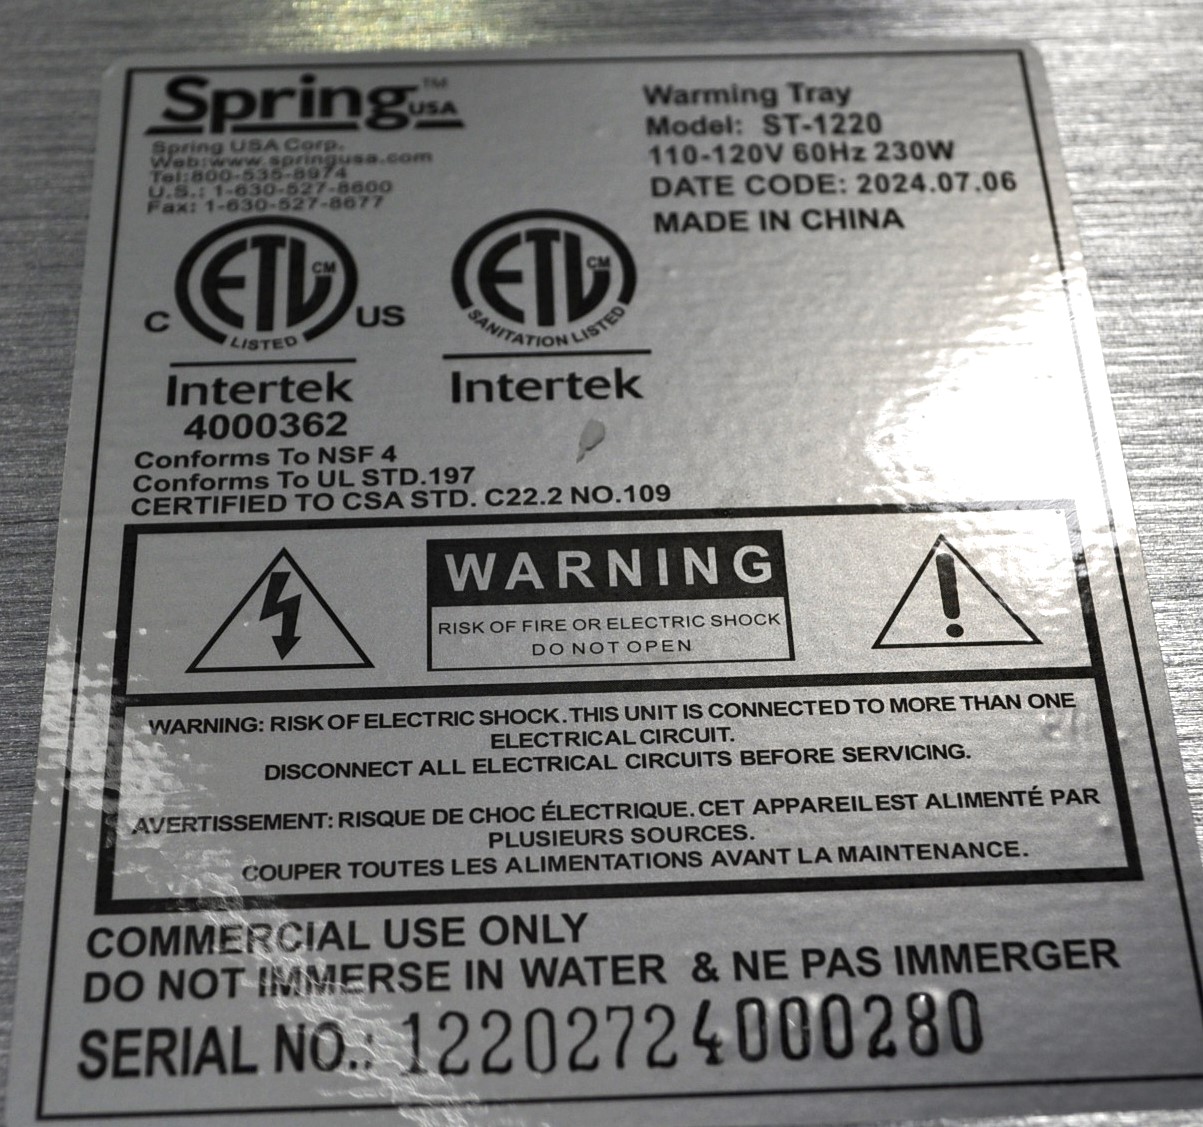 Spring™ USA
Spring USA Corp.
Web:www.springusa.com
Tel:800-535-8974
U.S.: 1-630-527-8600
Fax: 1-630-527-8677
Warming Tray
Model: ST-1220
110-120V 60Hz 230W
DATE CODE: 2024.07.06
MADE IN CHINA
C ETL CM US
LISTED
Intertek
4000362
ETL CM
SANITATION LISTED
Intertek
Conforms To NSF 4
Conforms To UL STD.197
CERTIFIED TO CSA STD. C22.2 NO.109
WARNING
RISK OF FIRE OR ELECTRIC SHOCK
DO NOT OPEN
WARNING: RISK OF ELECTRIC SHOCK.THIS UNIT IS CONNECTED TO MORE THAN ONE
ELECTRICAL CIRCUIT.
DISCONNECT ALL ELECTRICAL CIRCUITS BEFORE SERVICING.
AVERTISSEMENT: RISQUE DE CHOC ÉLECTRIQUE.CET APPAREIL EST ALIMENTÉ PAR
PLUSIEURS SOURCES.
COUPER TOUTES LES ALIMENTATIONS AVANT LA MAINTENANCE.
COMMERCIAL USE ONLY
DO NOT IMMERSE IN WATER & NE PAS IMMERGER
SERIAL NO.: 12202724000280